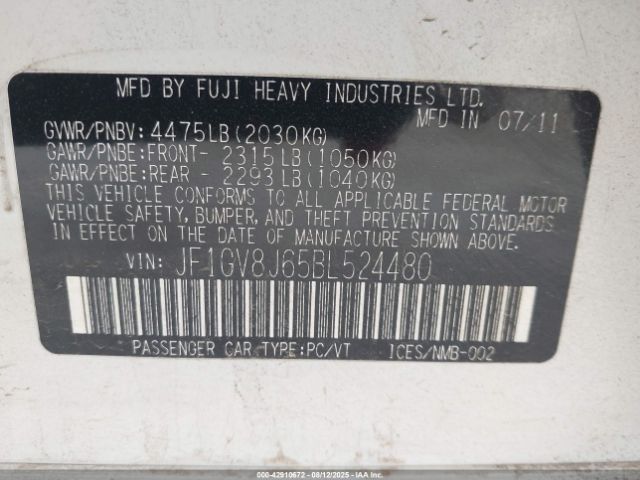 MFD BY FUJI HEAVY INDUSTRIES LTD.
MFD IN 07/11
GVWR/PNBV: 4475LB(2030KG)
GAWR/PNBE:FRONT- 2315LB(1050KG)
GAWR/PNBE:REAR - 2293LB(1040KG)
THIS VEHICLE CONFORMS TO ALL APPLICABLE FEDERAL MOTOR
VEHICLE SAFETY, BUMPER, AND THEFT PREVENTION STANDARDS
IN EFFECT ON THE DATE OF MANUFACTURE SHOWN ABOVE.
VIN: JF1GV8J65BL524480
PASSENGER CAR TYPE:PC/VT ICES/NMB-002
000-42910672 - 08/12/2025 - IAAI.COM